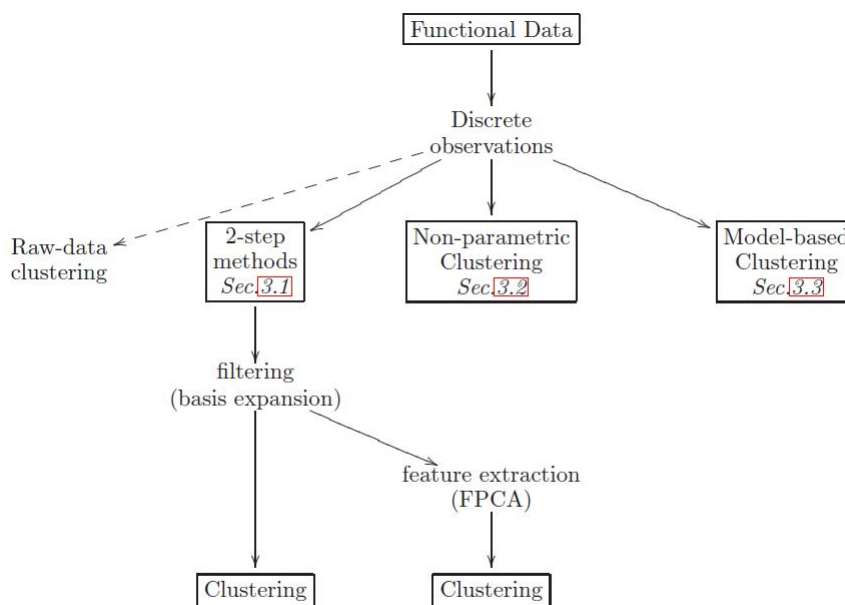 Functional Data
Discrete
observations
Raw-data
clustering
2-step
methods
Sec.3.1
Non-parametric
Clustering
Sec.3.2
Model-based
Clustering
Sec.3.3
filtering
(basis expansion)
feature extraction
(FPCA)
Clustering
Clustering